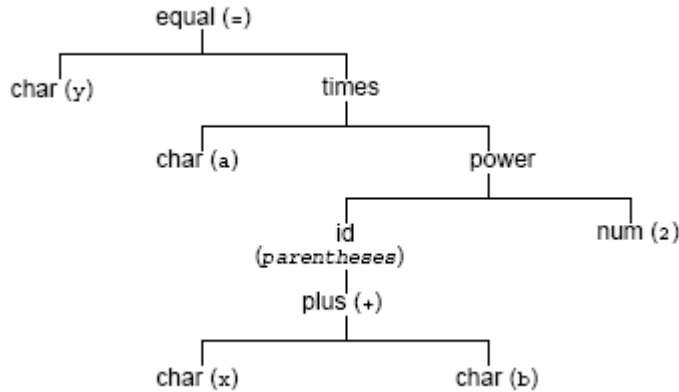 equal (=)
char (y) times
char (a) power
id num (2)
(parentheses)
plus (+)
char (x) char (b)